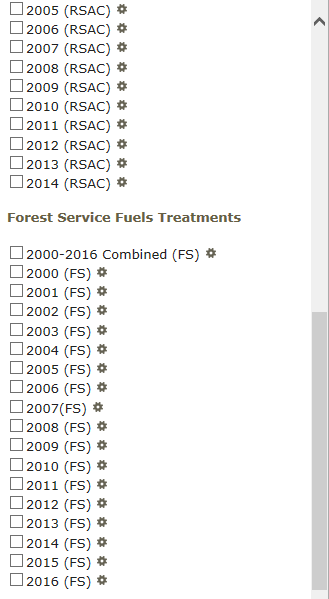 2005 (RSAC)
2006 (RSAC)
2007 (RSAC)
2008 (RSAC)
2009 (RSAC)
2010 (RSAC)
2011 (RSAC)
2012 (RSAC)
2013 (RSAC)
2014 (RSAC)
Forest Service Fuels Treatments
2000-2016 Combined (FS)
2000 (FS)
2001 (FS)
2002 (FS)
2003 (FS)
2004 (FS)
2005 (FS)
2006 (FS)
2007(FS)
2008 (FS)
2009 (FS)
2010 (FS)
2011 (FS)
2012 (FS)
2013 (FS)
2014 (FS)
2015 (FS)
2016 (FS)